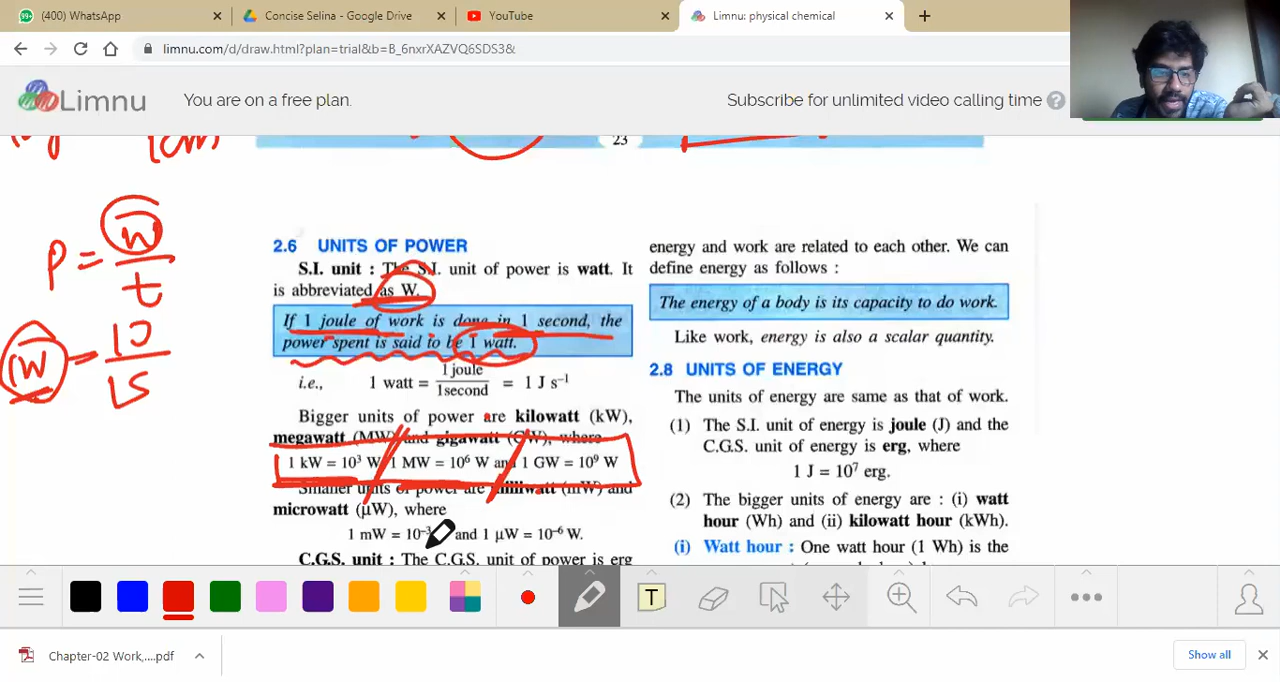 (400) WhatsApp
Concise Selina - Google Drive
YouTube
Limnu: physical chemical
limnu.com/d/draw.html?plan=trial&b=B_6nxrXAZVQ6SDS3&
Limnu
You are on a free plan.
Subscribe for unlimited video calling time
23
P = W
t
1W = 1J
1s
2.6 UNITS OF POWER
S.I. unit : The S.I. unit of power is watt. It
is abbreviated as W.
If 1 joule of work is done in 1 second, the
power spent is said to be 1 watt.
i.e., 1 watt = 1 joule / 1second = 1 J s⁻¹
Bigger units of power are kilowatt (kW),
megawatt (MW) and gigawatt (GW), where
1 kW = 10³ W, 1 MW = 10⁶ W and 1 GW = 10⁹ W
Smaller units of power are milliwatt (mW) and
microwatt (μW), where
1 mW = 10⁻³ and 1 μW = 10⁻⁶ W.
C.G.S. unit : The C.G.S. unit of power is erg
energy and work are related to each other. We can
define energy as follows :
The energy of a body is its capacity to do work.
Like work, energy is also a scalar quantity.
2.8 UNITS OF ENERGY
The units of energy are same as that of work.
(1) The S.I. unit of energy is joule (J) and the
C.G.S. unit of energy is erg, where
1 J = 10⁷ erg.
(2) The bigger units of energy are : (i) watt
hour (Wh) and (ii) kilowatt hour (kWh).
(i) Watt hour : One watt hour (1 Wh) is the
T
Chapter-02 Work,....pdf
Show all